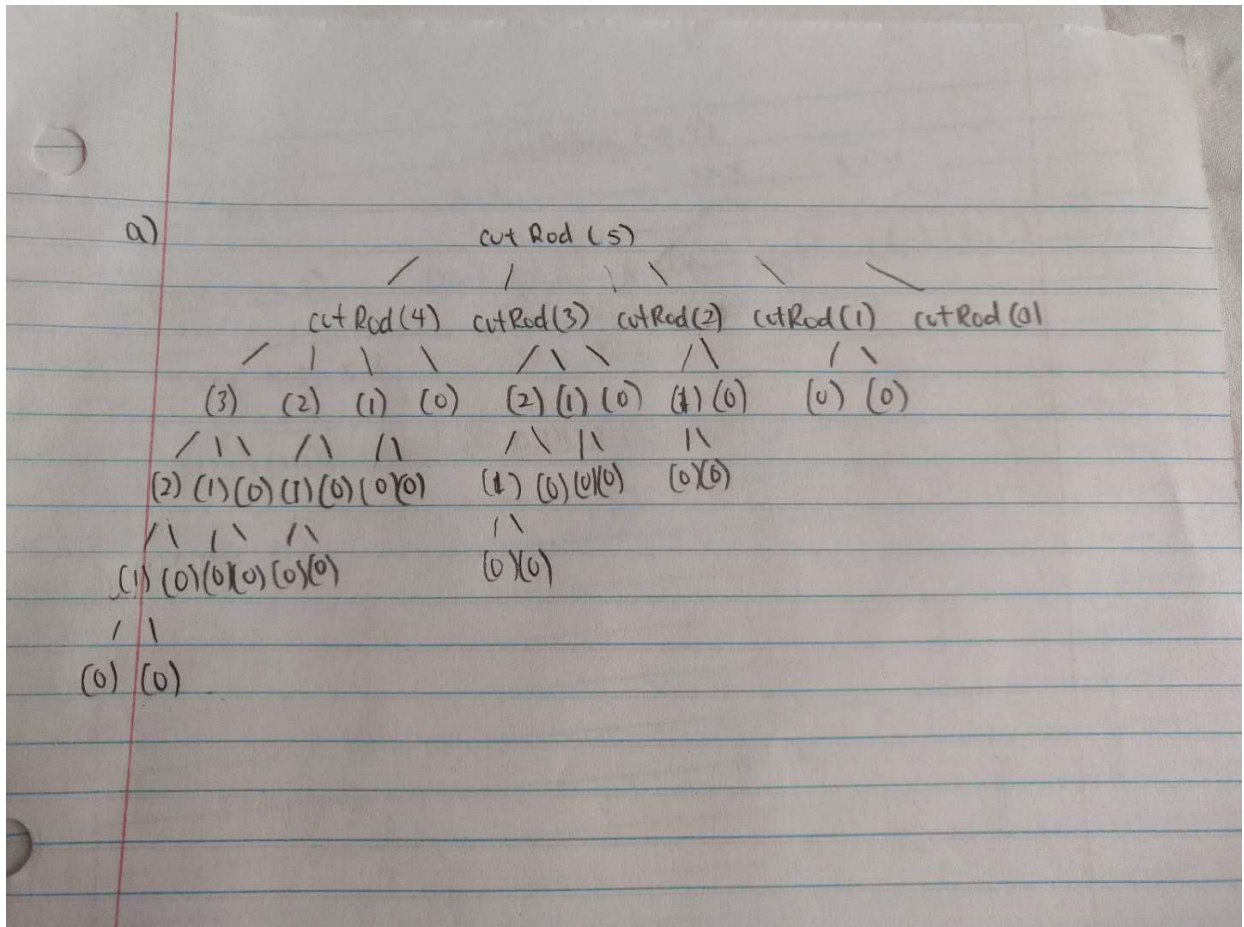 a)
cut Rod (5)
cutRod(4) cutRod(3) cutRod(2) cutRod(1) cutRod(0)
(3) (2) (1) (0) (2) (1) (0) (1) (0) (0) (0)
(2) (1) (0) (1) (0) (0)(0) (1) (0) (0)(0) (0)(0)
(1) (0) (0)(0) (0)(0) (0)(0)
(0) (0)